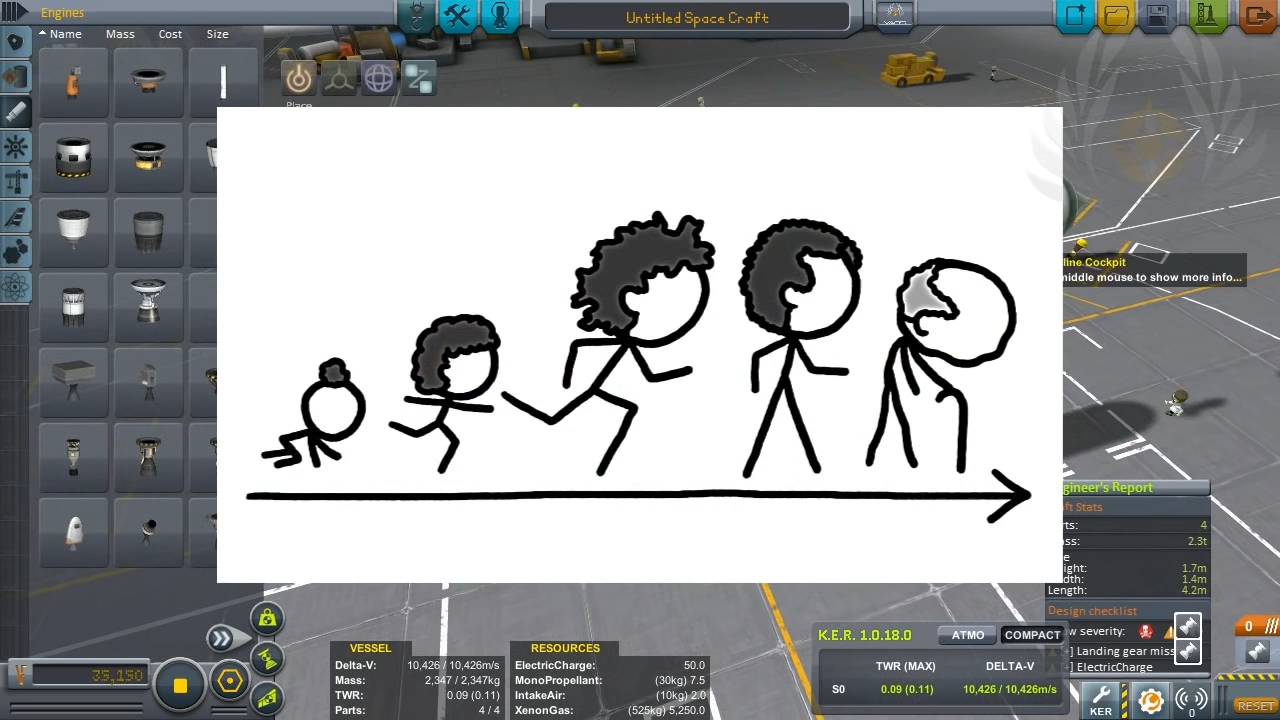 Engines
Untitled Space Craft
Name Mass Cost Size
Place
line Cockpit
middle mouse to show more info...
gineer's Report
ft Stats
rts: 4
ss: 2.3t
e
ight: 1.7m
dth: 1.4m
Length: 4.2m
Design checklist
w severity:
[+] Landing gear miss
[+] ElectricCharge
39,190
VESSEL
Delta-V: 10,426 / 10,426m/s
Mass: 2,347 / 2,347kg
TWR: 0.09 (0.11)
Parts: 4 / 4
RESOURCES
ElectricCharge: 50.0
MonoPropellant: (30kg) 7.5
IntakeAir: (10kg) 2.0
XenonGas: (525kg) 5,250.0
K.E.R. 1.0.18.0 ATMO COMPACT
TWR (MAX) DELTA-V
S0 0.09 (0.11) 10,426 / 10,426m/s
0
KER
0
RESET